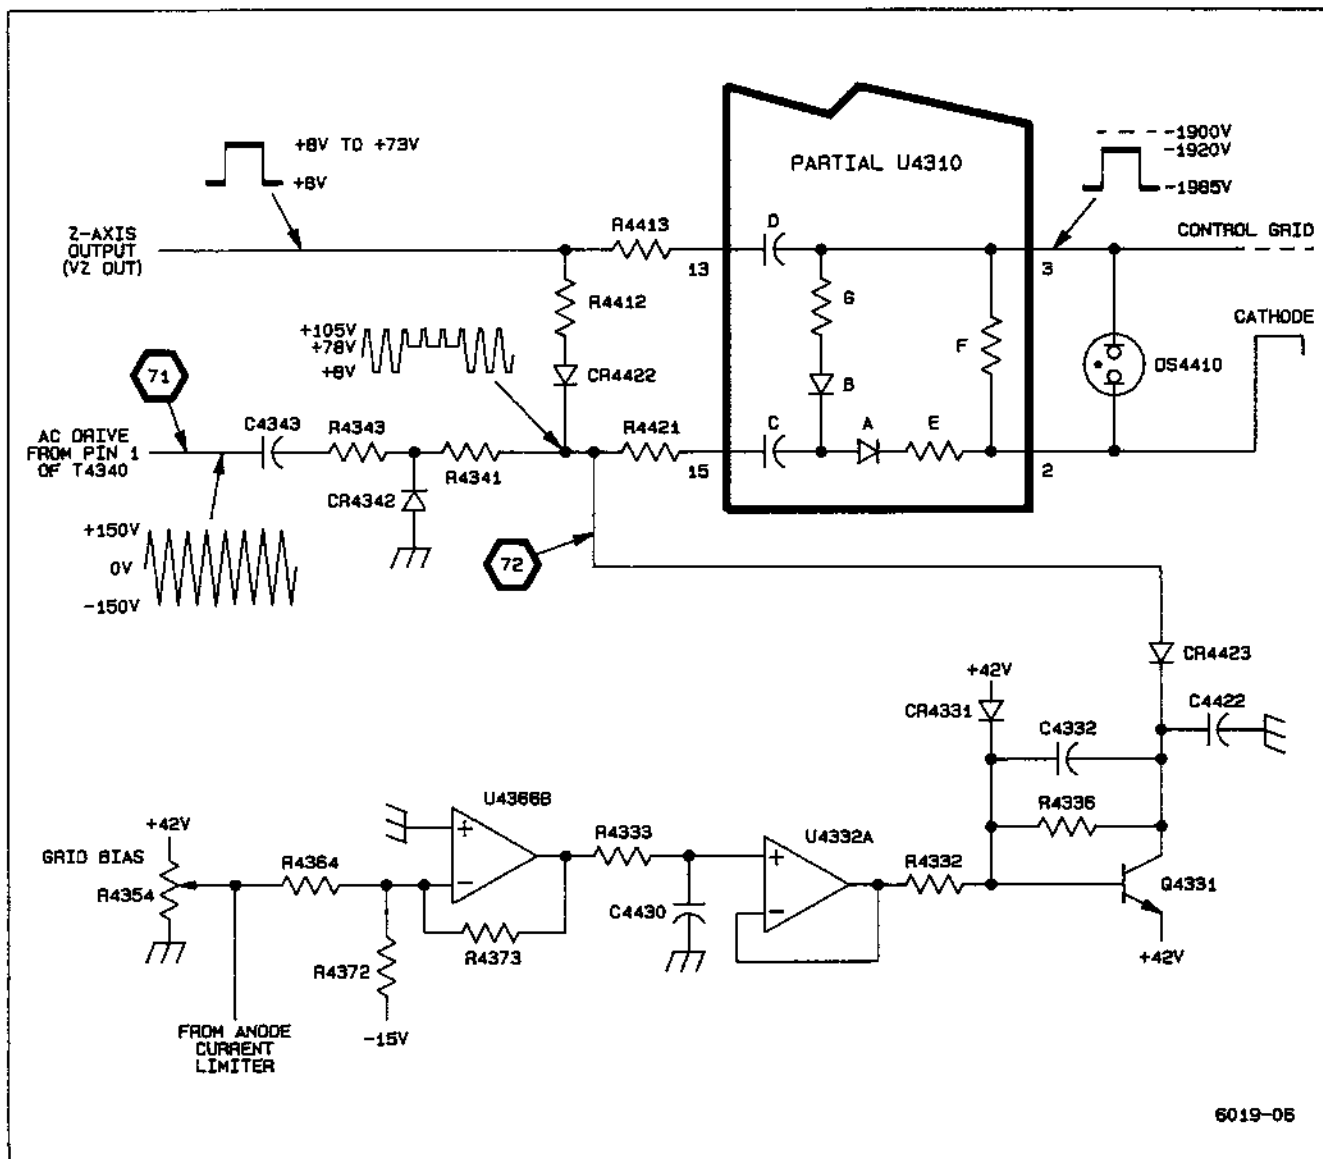 +8V TO +73V
+8V
Z-AXIS
OUTPUT
(VZ OUT)
R4413
13
D
PARTIAL U4310
3
-1900V
-1920V
-1985V
CONTROL GRID
R4412
G
F
CATHODE
+105V
+78V
+8V
CR4422
B
DS4410
71
AC DRIVE
FROM PIN 1
OF T4340
C4343
R4343
R4341
R4421
15
C
A
E
2
CR4342
+150V
0V
-150V
72
CR4423
+42V
CR4331
C4332
C4422
R4336
Q4331
+42V
+42V
GRID BIAS
R4354
R4364
U4366B
+
-
R4333
C4430
R4373
R4372
-15V
U4332A
+
-
R4332
FROM ANODE
CURRENT
LIMITER
6019-06